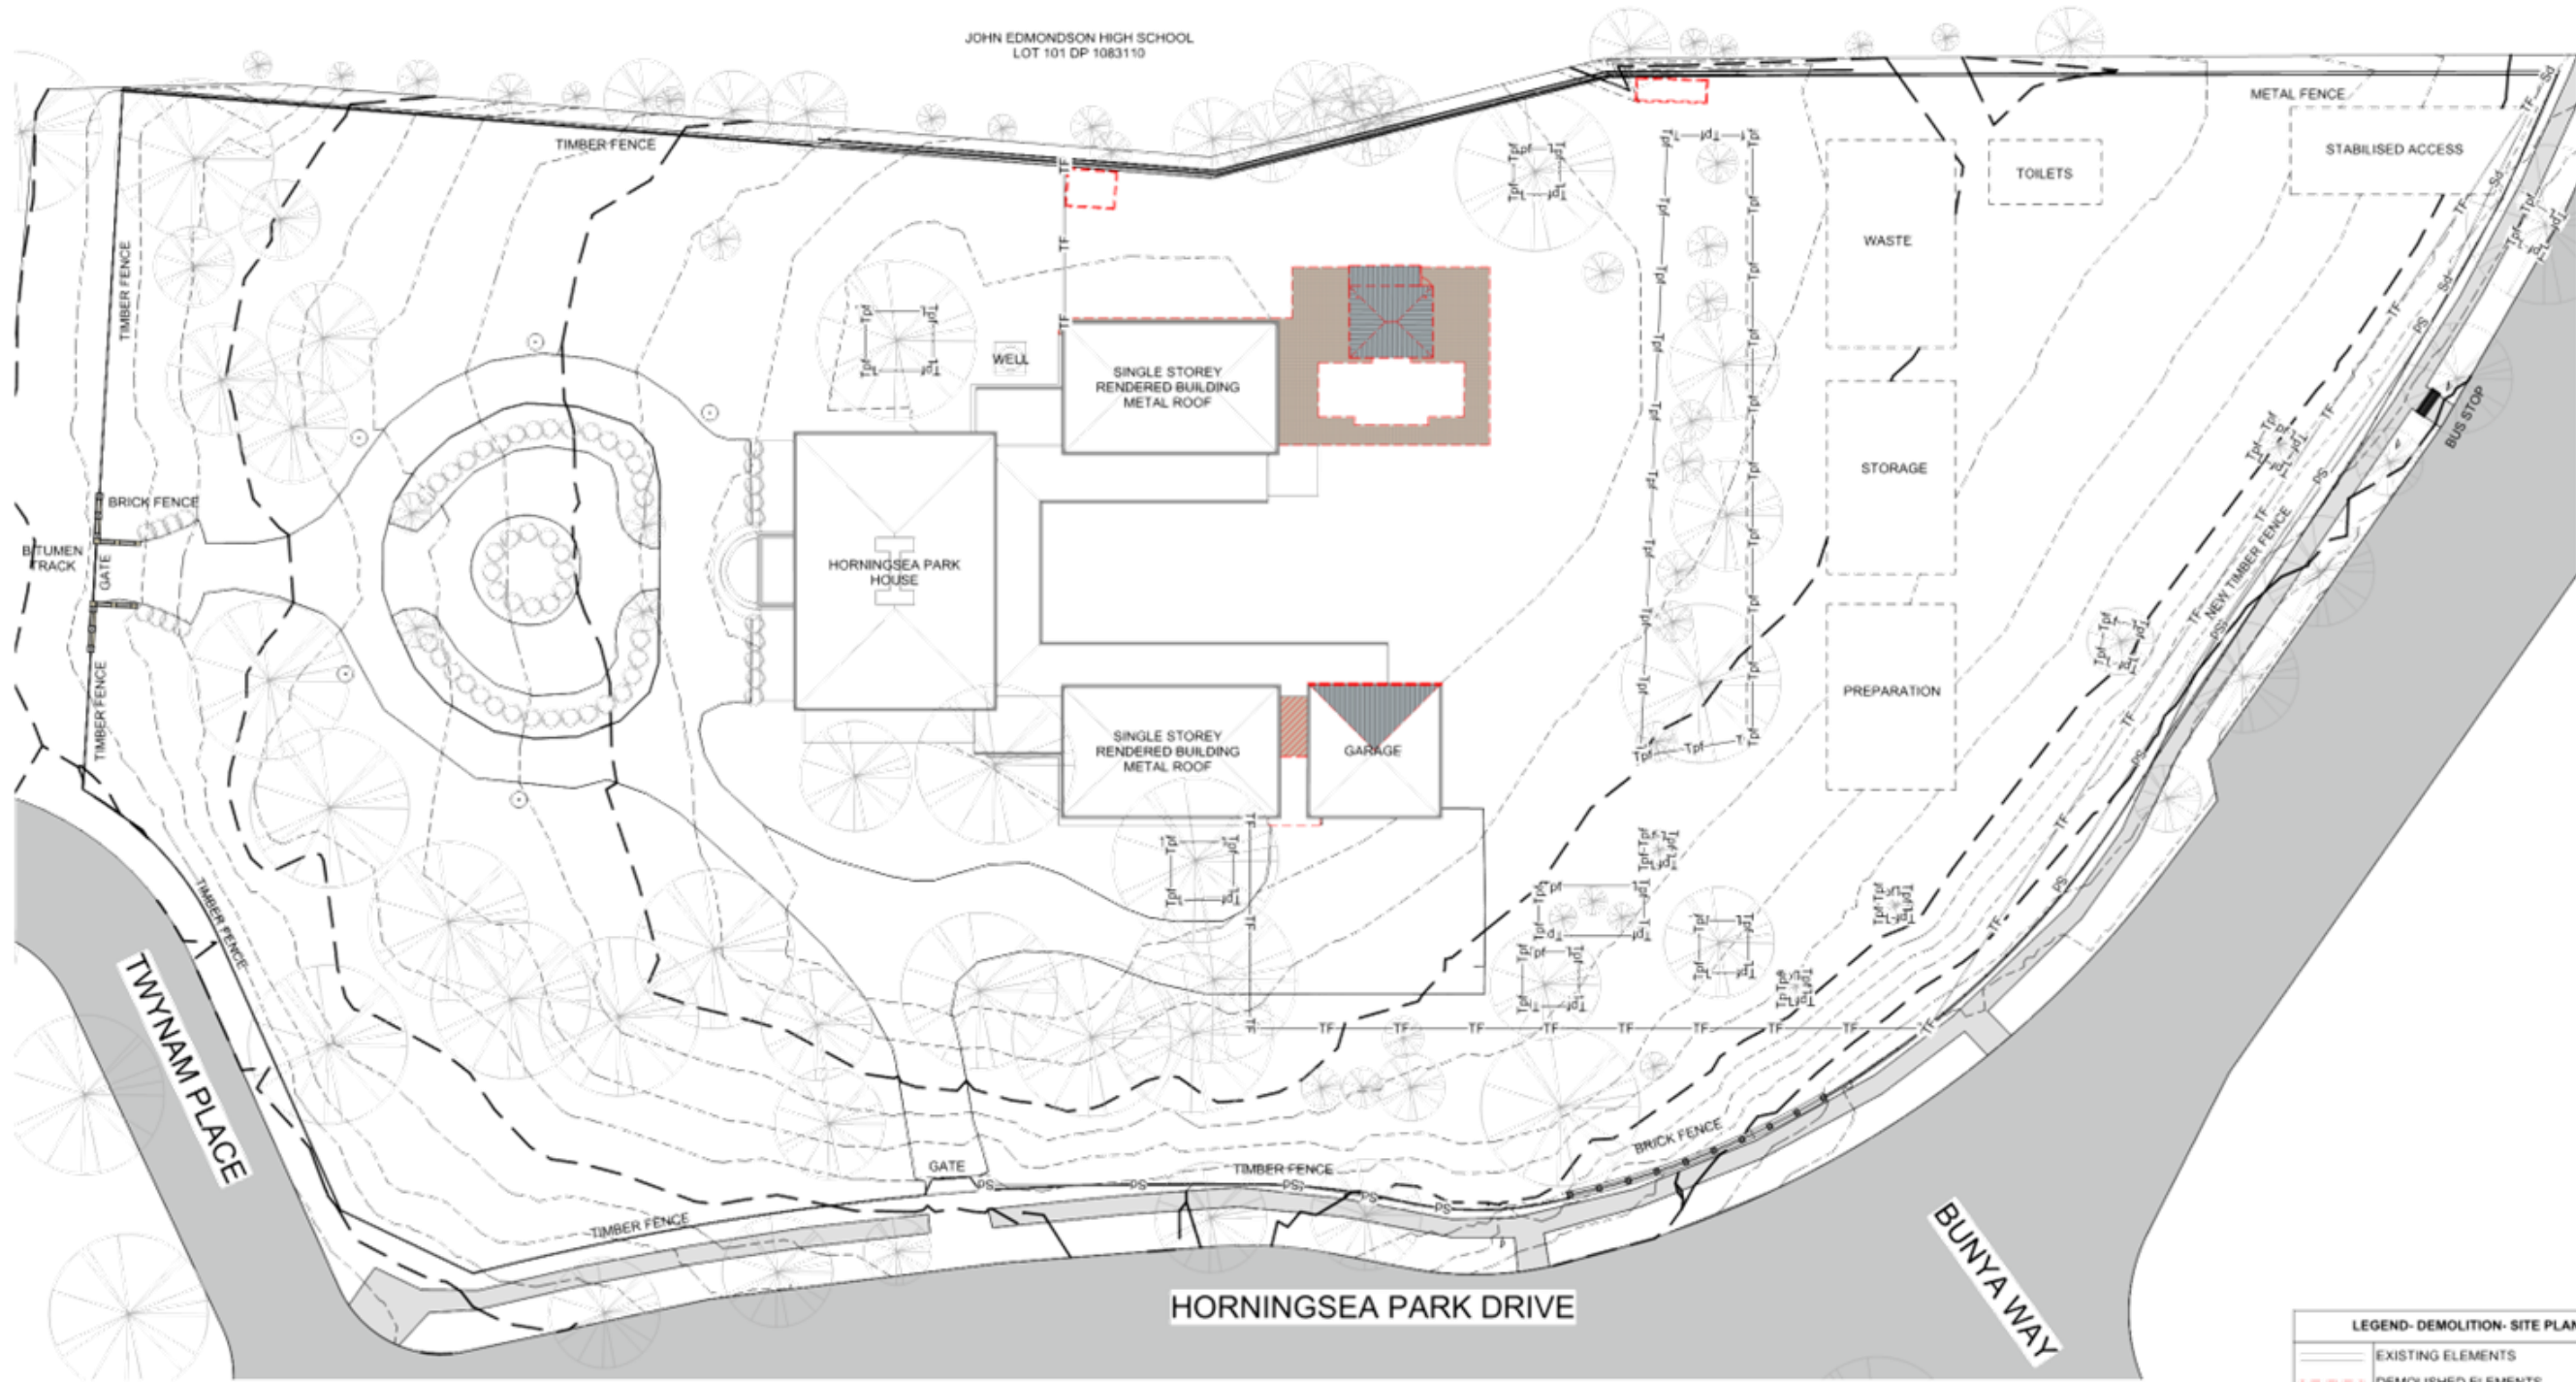 JOHN EDMONDSON HIGH SCHOOL
LOT 101 DP 1083110
METAL FENCE
TIMBER FENCE
STABILISED ACCESS
TOILETS
WASTE
TIMBER FENCE
WELL
SINGLE STOREY
RENDERED BUILDING
METAL ROOF
BUS STOP
STORAGE
BRICK FENCE
BITUMEN
TRACK
GATE
HORNINGSEA PARK
HOUSE
NEW TIMBER FENCE
TIMBER FENCE
PREPARATION
SINGLE STOREY
RENDERED BUILDING
METAL ROOF
GARAGE
TIMBER FENCE
TWYNAM PLACE
BRICK FENCE
GATE
TIMBER FENCE
TIMBER FENCE
HORNINGSEA PARK DRIVE
BUNYA WAY
LEGEND- DEMOLITION- SITE PLAN
EXISTING ELEMENTS
DEMOLISHED ELEMENTS